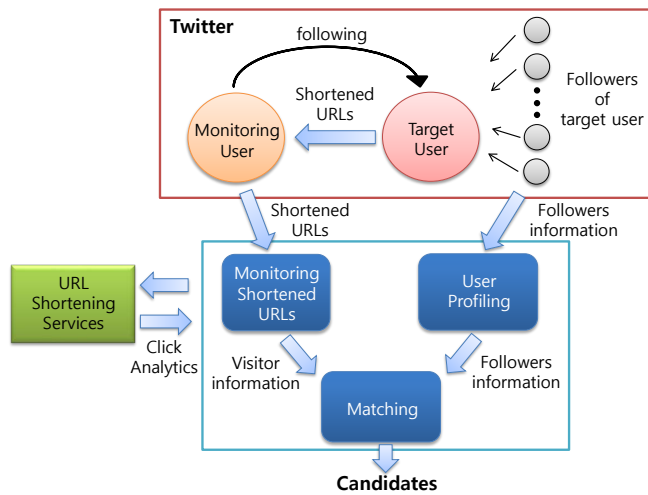 Twitter
following
Shortened
URLs
Monitoring
User
Target
User
Followers
of
target user
Shortened
URLs
Followers
information
URL
Shortening
Services
Monitoring
Shortened
URLs
User
Profiling
Click
Analytics
Visitor
information
Followers
information
Matching
Candidates